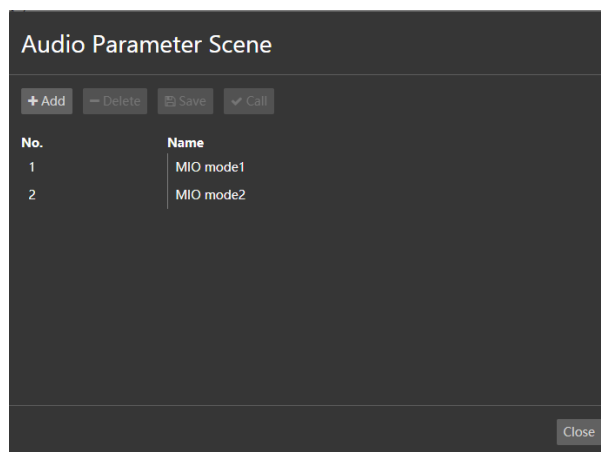 Audio Parameter Scene
Add Delete Save Call
No. Name
1 MIO mode1
2 MIO mode2
Close